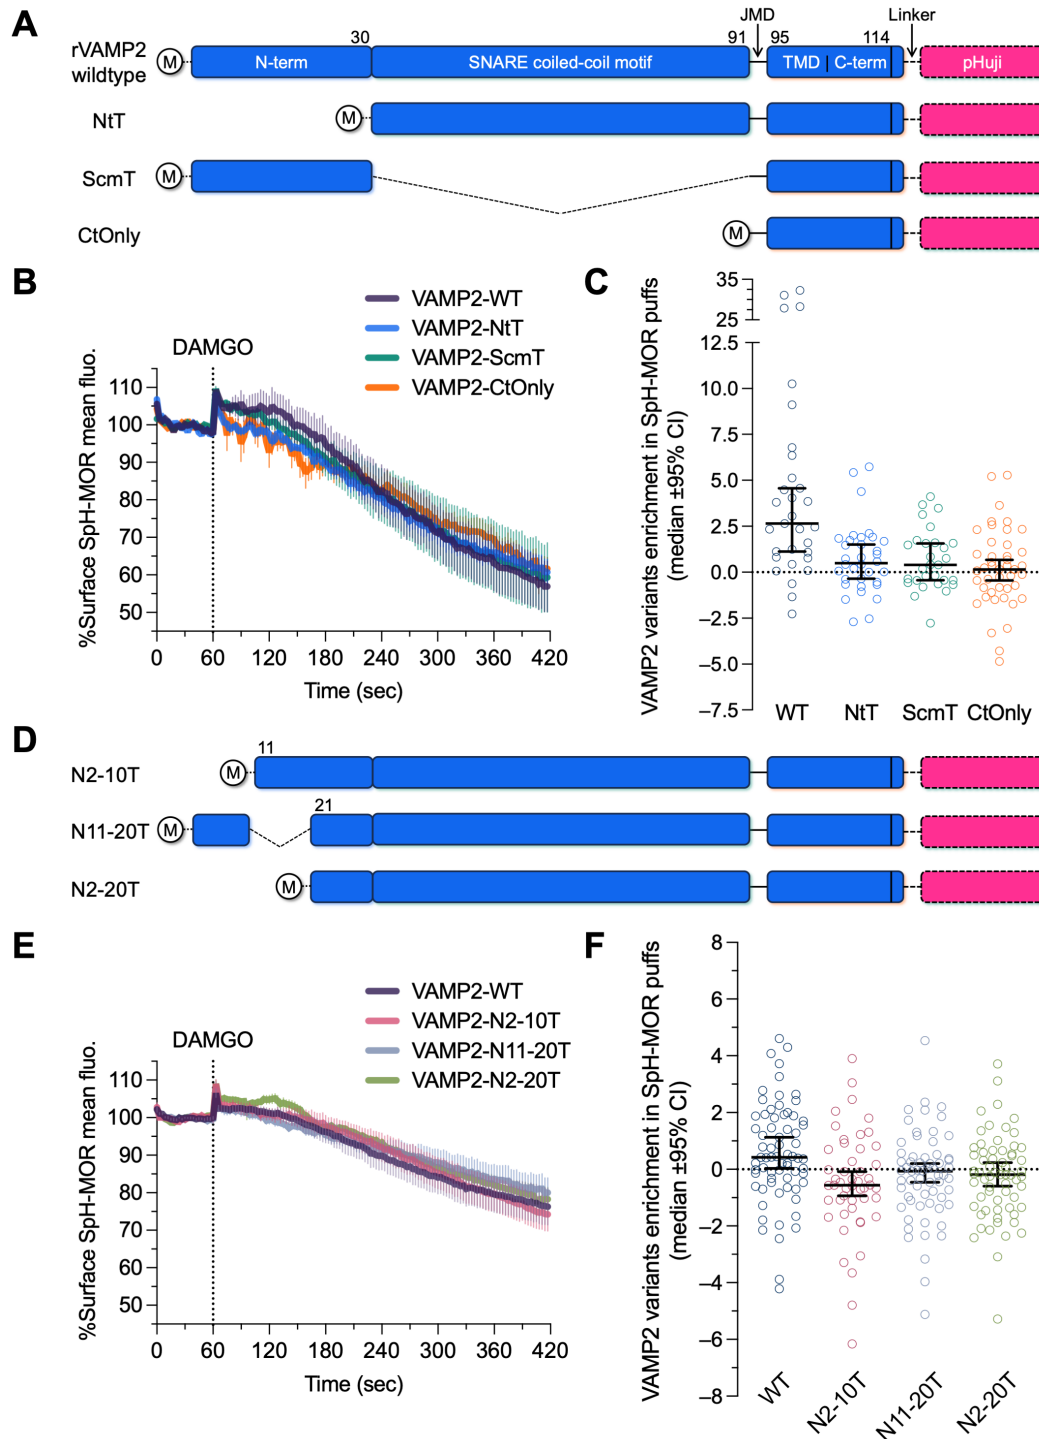 A
JMD
Linker
30
91
95
114
rVAMP2
wildtype
M
N-term
SNARE coiled-coil motif
TMD | C-term
pHuji
NtT
M
ScmT
M
CtOnly
M
B
VAMP2-WT
VAMP2-NtT
VAMP2-ScmT
VAMP2-CtOnly
DAMGO
%Surface SpH-MOR mean fluo.
110
100
90
80
70
60
50
0 60 120 180 240 300 360 420
Time (sec)
C
VAMP2 variants enrichment in SpH-MOR puffs
(median ±95% CI)
35
25
12.5
10.0
7.5
5.0
2.5
0.0
−2.5
−5.0
−7.5
WT NtT ScmT CtOnly
D
11
N2-10T
M
21
N11-20T
M
N2-20T
M
E
VAMP2-WT
VAMP2-N2-10T
VAMP2-N11-20T
VAMP2-N2-20T
DAMGO
%Surface SpH-MOR mean fluo.
110
100
90
80
70
60
50
0 60 120 180 240 300 360 420
Time (sec)
F
VAMP2 variants enrichment in SpH-MOR puffs
(median ±95% CI)
8
6
4
2
0
−2
−4
−6
−8
WT N2-10T N11-20T N2-20T